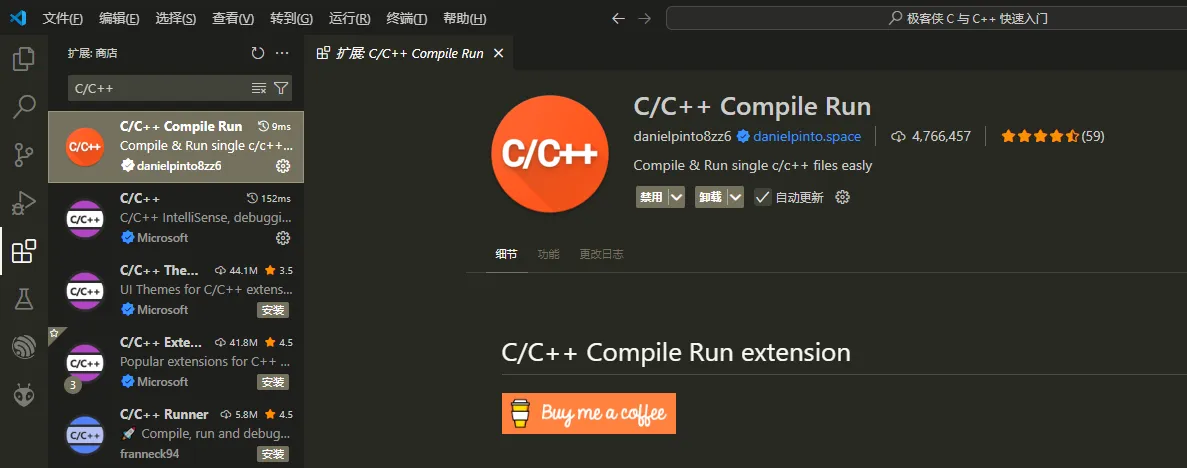 文件(F) 编辑(E) 选择(S) 查看(V) 转到(G) 运行(R) 终端(T) 帮助(H) 极客侠 C 与 C++ 快速入门
扩展: 商店
C/C++
C/C++ Compile Run 9ms
Compile & Run single c/c++...
danielpinto8zz6
C/C++ 152ms
C/C++ IntelliSense, debuggi...
Microsoft
C/C++ The... 44.1M 3.5
UI Themes for C/C++ extens...
Microsoft 安装
C/C++ Exte... 41.8M 4.5
Popular extensions for C++ ...
Microsoft 安装
3
C/C++ Runner 5.8M 4.5
🚀 Compile, run and debug...
franneck94 安装
扩展: C/C++ Compile Run
C/C++
C/C++ Compile Run
danielpinto8zz6 danielpinto.space 4,766,457 (59)
Compile & Run single c/c++ files easly
禁用 卸载 自动更新
细节 功能 更改日志
C/C++ Compile Run extension
Buy me a coffee
C/C++
C/C++
C/C++
C/C++
C/C++